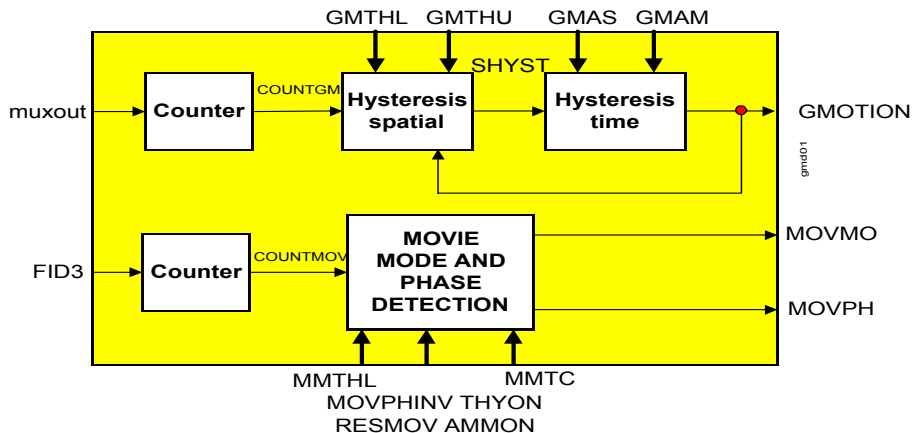 GMTHL GMTHU GMAS GMAM
SHYST
muxout
Counter
COUNTGM
Hysteresis
spatial
Hysteresis
time
GMOTION
gmd01
FID3
Counter
COUNTMOV
MOVIE
MODE AND
PHASE
DETECTION
MOVMO
MOVPH
MMTHL MMTC
MOVPHINV THYON
RESMOV AMMON